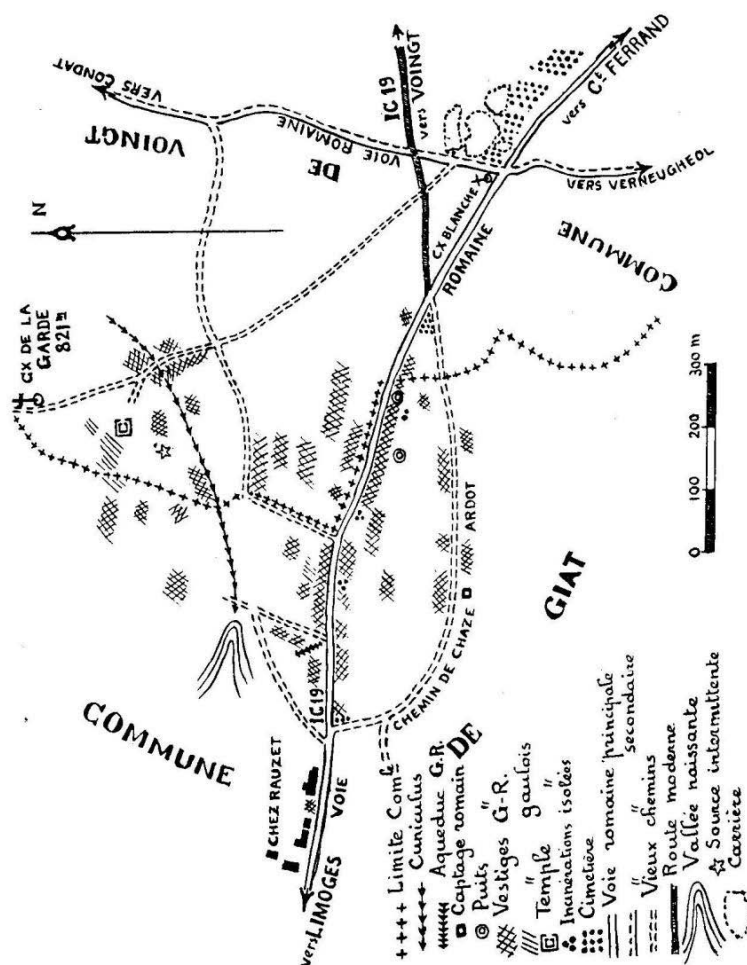 VERS CONDAT
VOINGT
DE
VOIE ROMAINE
IC 19
vers VOINGT
vers Ct FERRAND
VERS VERNEUGHEOL
CX BLANCHE
ROMAINE
COMMUNE
N
CX DE LA
GARDE
821m
COMMUNE
DE
GIAT
ARDOT
CHEMIN DE CHAZE
IC19
VOIE
CHEZ RAUZET
vers LIMOGES
0 100 200 300 m
Limite Comle
Cuniculus
Aqueduc G.R.
Captage romain
Puits
Vestiges G-R.
" gaulois
Temple "
Incinérations isolées
Cimetière
Voie romaine principale
" " secondaire
Vieux chemins
Route moderne
Vallée naissante
Source intermittente
Carrière